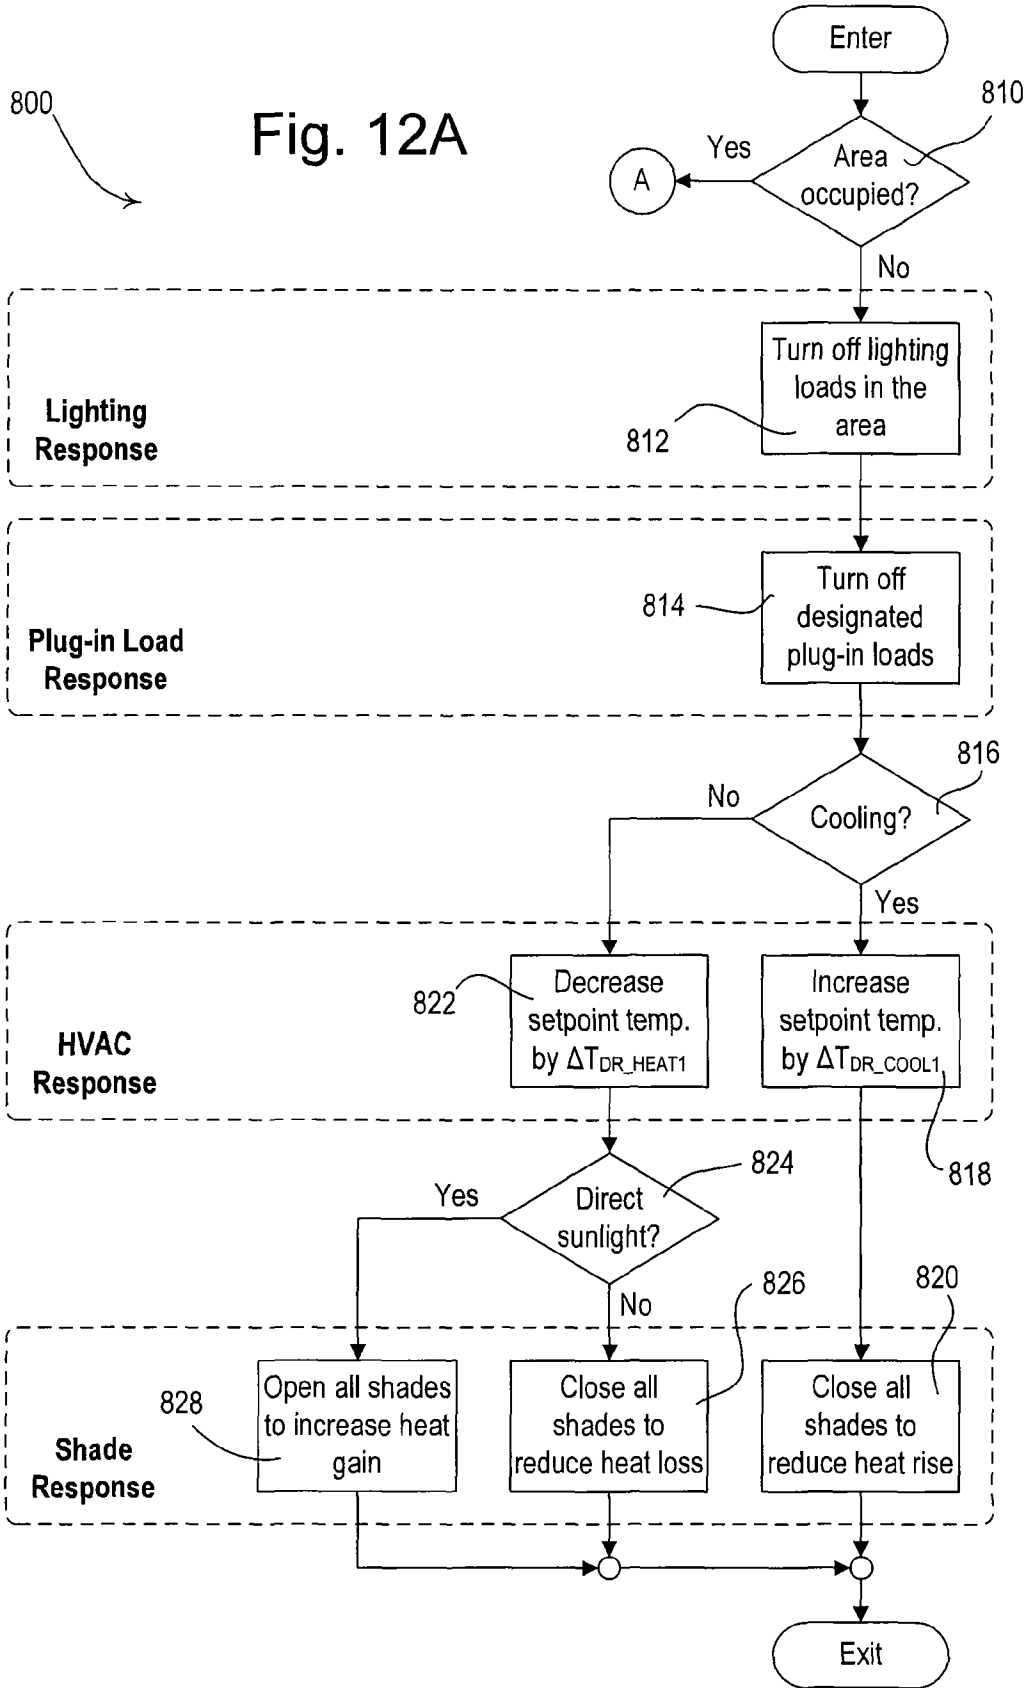 Enter
800
Fig. 12A
810
Yes
A
Area
occupied?
No
Turn off lighting
loads in the
area
Lighting
Response
812
Turn off
designated
plug-in loads
814
Plug-in Load
Response
816
No
Cooling?
Yes
822
Decrease
setpoint temp.
by ΔTDR_HEAT1
Increase
setpoint temp.
by ΔTDR_COOL1
HVAC
Response
824
818
Yes
Direct
sunlight?
826
820
No
828
Open all shades
to increase heat
gain
Close all
shades to
reduce heat loss
Close all
shades to
reduce heat rise
Shade
Response
Exit